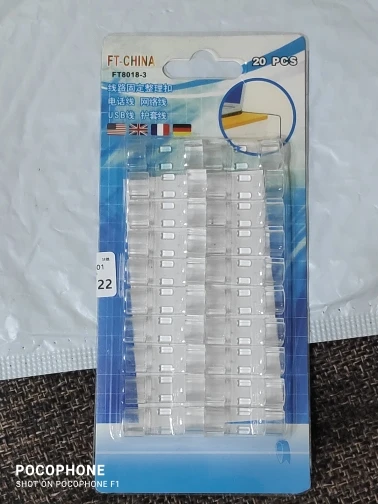 FT-CHINA
20 PCS
FT8018-3
线路固定整理扣
电话线 网络线
USB线 护套线
01
22
POCOPHONE
SHOT ON POCOPHONE F1